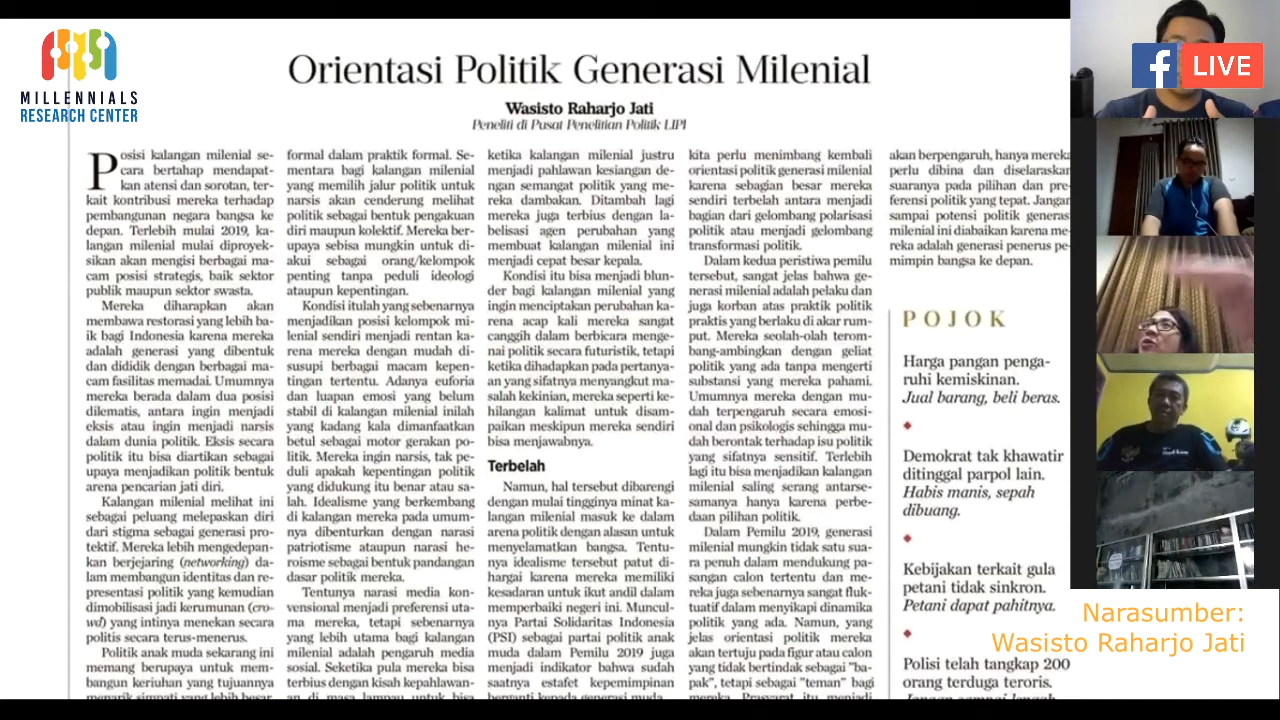 MILLENNIALS
RESEARCH CENTER
f LIVE
Orientasi Politik Generasi Milenial
Wasisto Raharjo Jati
Peneliti di Pusat Penelitian Politik LIPI
Posisi kalangan milenial se-
cara bertahap mendapat-
kan atensi dan sorotan, ter-
kait kontribusi mereka terhadap
pembangunan negara bangsa ke
depan. Terlebih mulai 2019, ka-
langan milenial mulai diproyek-
sikan akan mengisi berbagai ma-
cam posisi strategis, baik sektor
publik maupun sektor swasta.
Mereka diharapkan akan
membawa restorasi yang lebih ba-
ik bagi Indonesia karena mereka
adalah generasi yang dibentuk
dan dididik dengan berbagai ma-
cam fasilitas memadai. Umumnya
mereka berada dalam dua posisi
dilematis, antara ingin menjadi
eksis atau ingin menjadi narsis
dalam dunia politik. Eksis secara
politik itu bisa diartikan sebagai
upaya menjadikan politik bentuk
arena pencarian jati diri.
Kalangan milenial melihat ini
sebagai peluang melepaskan diri
dari stigma sebagai generasi pro-
tektif. Mereka lebih mengedepan-
kan berjejaring (networking) da-
lam membangun identitas dan re-
presentasi politik yang kemudian
dimobilisasi jadi kerumunan (cro-
wd) yang intinya menekan secara
politis secara terus-menerus.
Politik anak muda sekarang ini
memang berupaya untuk mem-
bangun keriuhan yang tujuannya
menarik simpati yang lebih besar
formal dalam praktik formal. Se-
mentara bagi kalangan milenial
yang memilih jalur politik untuk
narsis akan cenderung melihat
politik sebagai bentuk pengakuan
diri maupun kolektif. Mereka ber-
upaya sebisa mungkin untuk di-
akui sebagai orang/kelompok
penting tanpa peduli ideologi
ataupun kepentingan.
Kondisi itulah yang sebenarnya
menjadikan posisi kelompok mi-
lenial sendiri menjadi rentan ka-
rena mereka dengan mudah di-
susupi berbagai macam kepen-
tingan tertentu. Adanya euforia
dan luapan emosi yang belum
stabil di kalangan milenial inilah
yang kadang kala dimanfaatkan
betul sebagai motor gerakan po-
litik. Mereka ingin narsis, tak pe-
duli apakah kepentingan politik
yang didukung itu benar atau sa-
lah. Idealisme yang berkembang
di kalangan mereka pada umum-
nya dibenturkan dengan narasi
patriotisme ataupun narasi he-
roisme sebagai bentuk pandangan
dasar politik mereka.
Tentunya narasi media kon-
vensional menjadi preferensi uta-
ma mereka, tetapi sebenarnya
yang lebih utama bagi kalangan
milenial adalah pengaruh media
sosial. Seketika pula mereka bisa
terbius dengan kisah kepahlawan-
an di masa lampau untuk bisa
ketika kalangan milenial justru
menjadi pahlawan kesiangan de-
ngan semangat politik yang me-
reka dambakan. Ditambah lagi
mereka juga terbius dengan la-
belisasi agen perubahan yang
membuat kalangan milenial ini
menjadi cepat besar kepala.
Kondisi itu bisa menjadi blun-
der bagi kalangan milenial yang
ingin menciptakan perubahan ka-
rena acap kali mereka sangat
canggih dalam berbicara menge-
nai politik secara futuristik, tetapi
ketika dihadapkan pada pertanya-
an yang sifatnya menyangkut ma-
salah kekinian, mereka seperti ke-
hilangan kalimat untuk disam-
paikan meskipun mereka sendiri
bisa menjawabnya.
Terbelah
Namun, hal tersebut dibarengi
dengan mulai tingginya minat ka-
langan milenial masuk ke dalam
arena politik dengan alasan untuk
menyelamatkan bangsa. Tentu-
nya idealisme tersebut patut di-
hargai karena mereka memiliki
kesadaran untuk ikut andil dalam
memperbaiki negeri ini. Muncul-
nya Partai Solidaritas Indonesia
(PSI) sebagai partai politik anak
muda dalam Pemilu 2019 juga
menjadi indikator bahwa sudah
saatnya estafet kepemimpinan
berganti kepada generasi muda.
kita perlu menimbang kembali
orientasi politik generasi milenial
karena sebagian besar mereka
sendiri terbelah antara menjadi
bagian dari gelombang polarisasi
politik atau menjadi gelombang
transformasi politik.
Dalam kedua peristiwa pemilu
tersebut, sangat jelas bahwa ge-
nerasi milenial adalah pelaku dan
juga korban atas praktik politik
praktis yang berlaku di akar rum-
put. Mereka seolah-olah terom-
bang-ambingkan dengan geliat
politik yang ada tanpa mengerti
substansi yang mereka pahami.
Umumnya mereka dengan mu-
dah terpengaruh secara emosi-
onal dan psikologis sehingga mu-
dah berontak terhadap isu politik
yang sifatnya sensitif. Terlebih
lagi itu bisa menjadikan kalangan
milenial saling serang antarse-
samanya hanya karena perbe-
daan pilihan politik.
Dalam Pemilu 2019, generasi
milenial mungkin tidak satu sua-
ra penuh dalam mendukung pa-
sangan calon tertentu dan me-
reka juga sebenarnya sangat fluk-
tuatif dalam menyikapi dinamika
politik yang ada. Namun, yang
jelas orientasi politik mereka
akan tertuju pada figur atau calon
yang tidak bertindak sebagai "ba-
pak", tetapi sebagai "teman" bagi
mereka. Prasyarat itu menjadi
akan berpengaruh, hanya mereka
perlu dibina dan diselaraskan
suaranya pada pilihan dan pre-
ferensi politik yang tepat. Jangan
sampai potensi politik generas
milenial ini diabaikan karena me-
reka adalah generasi penerus pe-
mimpin bangsa ke depan.
POJOK
Harga pangan penga-
ruhi kemiskinan.
Jual barang, beli beras.
Demokrat tak khawatir
ditinggal parpol lain.
Habis manis, sepah
dibuang.
Kebijakan terkait gula
petani tidak sinkron.
Petani dapat pahitnya.
Polisi telah tangkap 200
orang terduga teroris.
Narasumber:
Wasisto Raharjo Jati